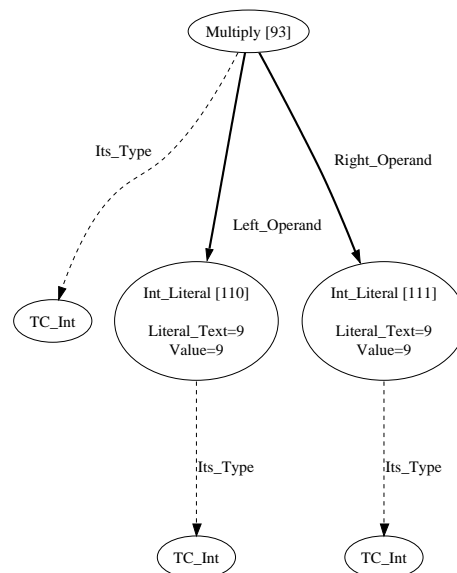 Multiply [93]
Its_Type
Right_Operand
Left_Operand
Int_Literal [110]
Literal_Text=9
Value=9
Int_Literal [111]
Literal_Text=9
Value=9
TC_Int
Its_Type
Its_Type
TC_Int
TC_Int